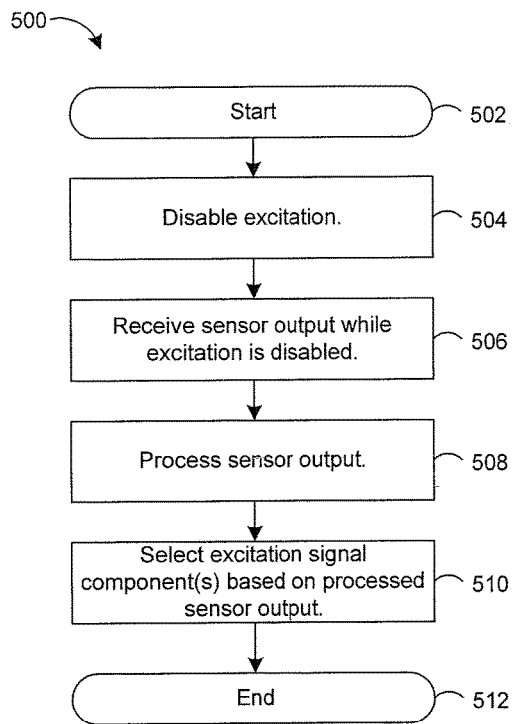 500
Start
502
Disable excitation.
504
Receive sensor output while
excitation is disabled.
506
Process sensor output.
508
Select excitation signal
component(s) based on processed
sensor output.
510
End
512